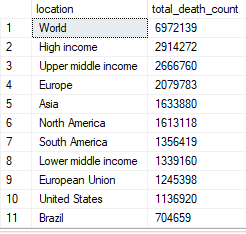 location total_death_count
1 World 6972139
2 High income 2914272
3 Upper middle income 2666760
4 Europe 2079783
5 Asia 1633880
6 North America 1613118
7 South America 1356419
8 Lower middle income 1339160
9 European Union 1245398
10 United States 1136920
11 Brazil 704659